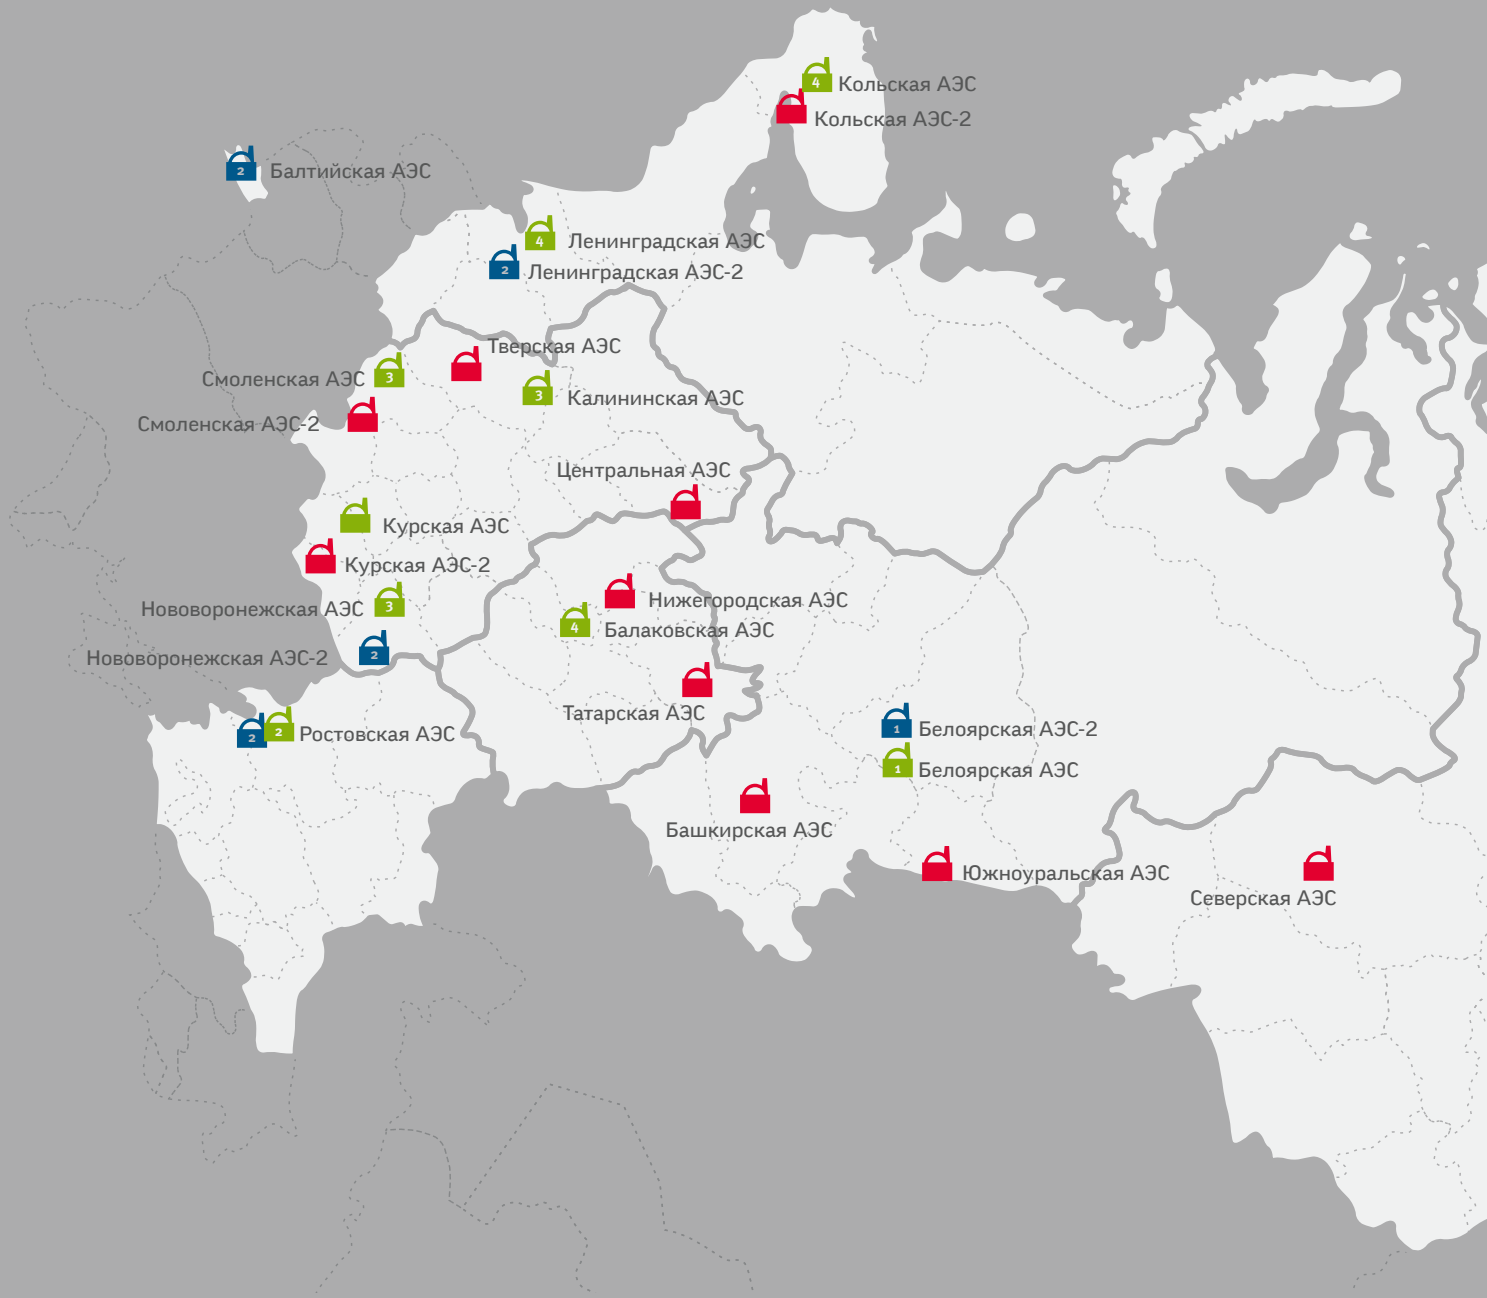 4
Кольская АЭС
Кольская АЭС-2
2
Балтийская АЭС
4
Ленинградская АЭС
2
Ленинградская АЭС-2
Тверская АЭС
Смоленская АЭС
3
3
Калининская АЭС
Смоленская АЭС-2
Центральная АЭС
Курская АЭС
Курская АЭС-2
Нижегородская АЭС
Нововоронежская АЭС
3
4
Балаковская АЭС
Нововоронежская АЭС-2
2
Татарская АЭС
2
2
Ростовская АЭС
1
Белоярская АЭС-2
1
Белоярская АЭС
Башкирская АЭС
Южноуральская АЭС
Северская АЭС